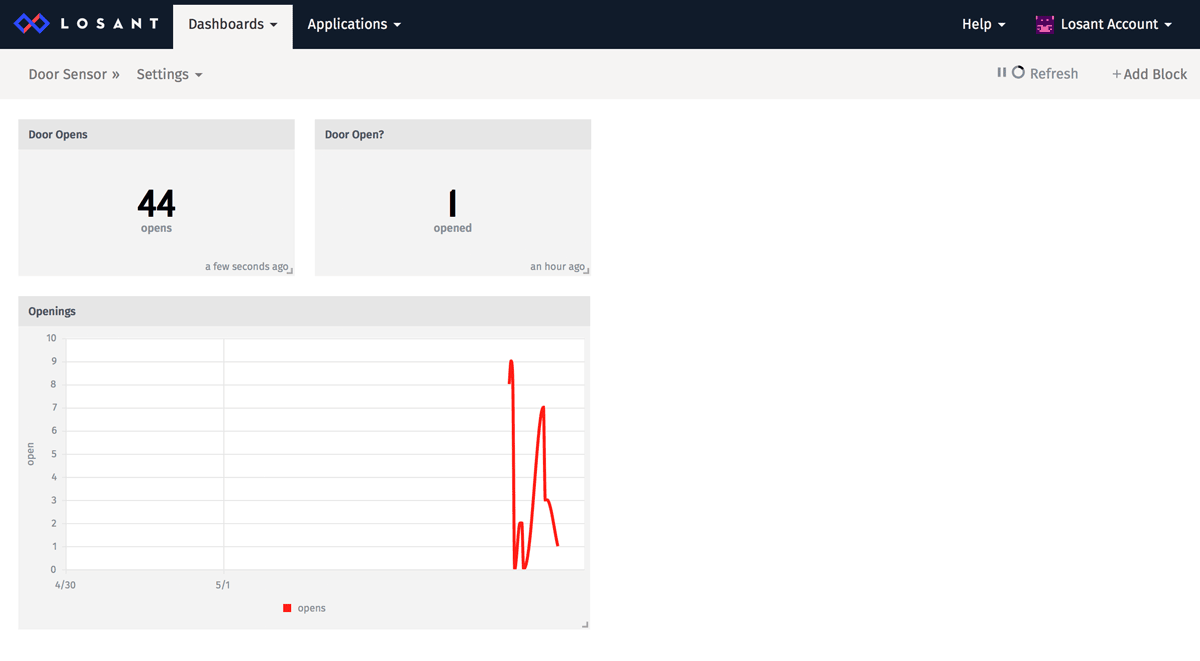 LOSANT Dashboards Applications Help Losant Account
Door Sensor » Settings Refresh +Add Block
Door Opens Door Open?
44 1
opens opened
a few seconds ago an hour ago
Openings
10
9
8
7
6
5
4
3
2
1
0
open
4/30 5/1
opens